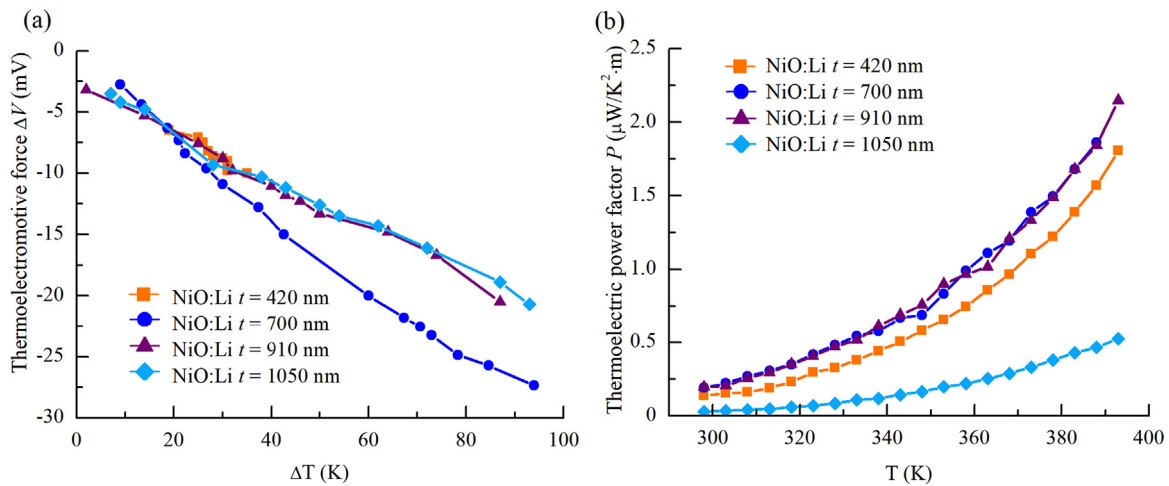 (a)
Thermoelectromotive force ΔV (mV)
0
-5
-10
-15
-20
-25
-30
0 20 40 60 80 100
ΔT (K)
NiO:Li t = 420 nm
NiO:Li t = 700 nm
NiO:Li t = 910 nm
NiO:Li t = 1050 nm
(b)
Thermoelectric power factor P (μW/K²·m)
2.5
2.0
1.5
1.0
0.5
0
300 320 340 360 380 400
T (K)
NiO:Li t = 420 nm
NiO:Li t = 700 nm
NiO:Li t = 910 nm
NiO:Li t = 1050 nm